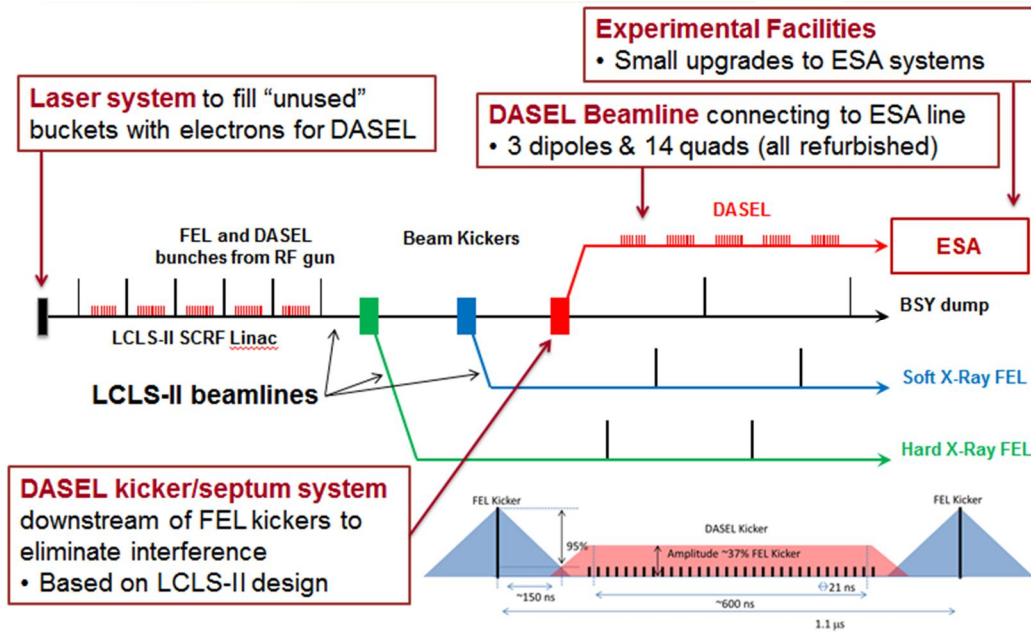 Experimental Facilities
• Small upgrades to ESA systems
Laser system to fill “unused”
buckets with electrons for DASEL
DASEL Beamline connecting to ESA line
• 3 dipoles & 14 quads (all refurbished)
DASEL
FEL and DASEL
bunches from RF gun
Beam Kickers
ESA
BSY dump
LCLS-II SCRF Linac
LCLS-II beamlines
Soft X-Ray FEL
Hard X-Ray FEL
DASEL kicker/septum system
downstream of FEL kickers to
eliminate interference
• Based on LCLS-II design
FEL Kicker
FEL Kicker
DASEL Kicker
95%
Amplitude ~37% FEL Kicker
21 ns
~150 ns
~600 ns
1.1 µs